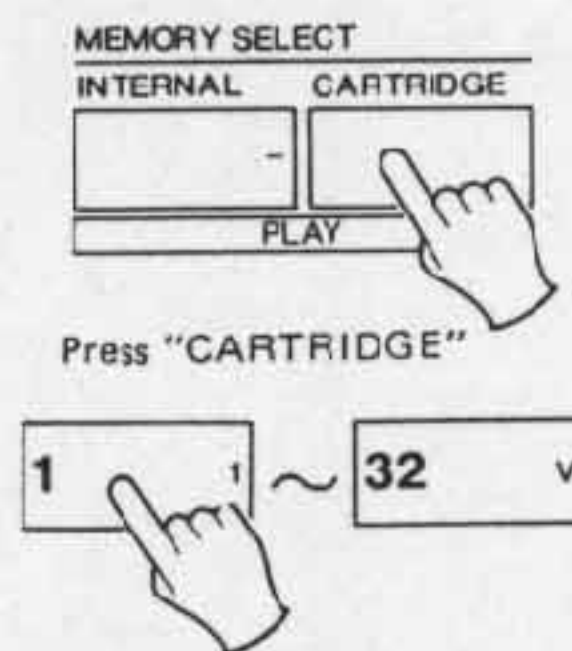 MEMORY SELECT
INTERNAL CARTRIDGE
-
PLAY
Press "CARTRIDGE"
1 1 ~ 32 V